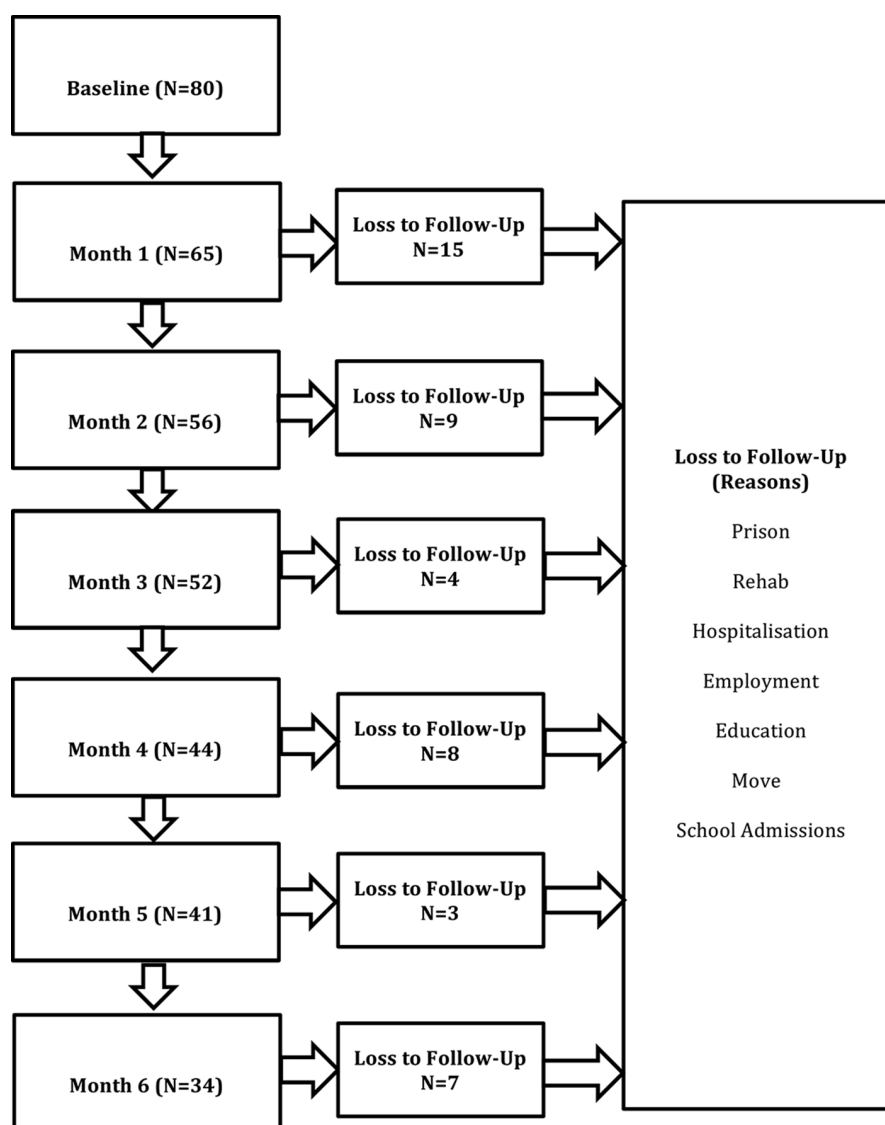 Baseline (N=80)
Month 1 (N=65)
Loss to Follow-Up
N=15
Month 2 (N=56)
Loss to Follow-Up
N=9
Month 3 (N=52)
Loss to Follow-Up
N=4
Month 4 (N=44)
Loss to Follow-Up
N=8
Month 5 (N=41)
Loss to Follow-Up
N=3
Month 6 (N=34)
Loss to Follow-Up
N=7
Loss to Follow-Up
(Reasons)
Prison
Rehab
Hospitalisation
Employment
Education
Move
School Admissions